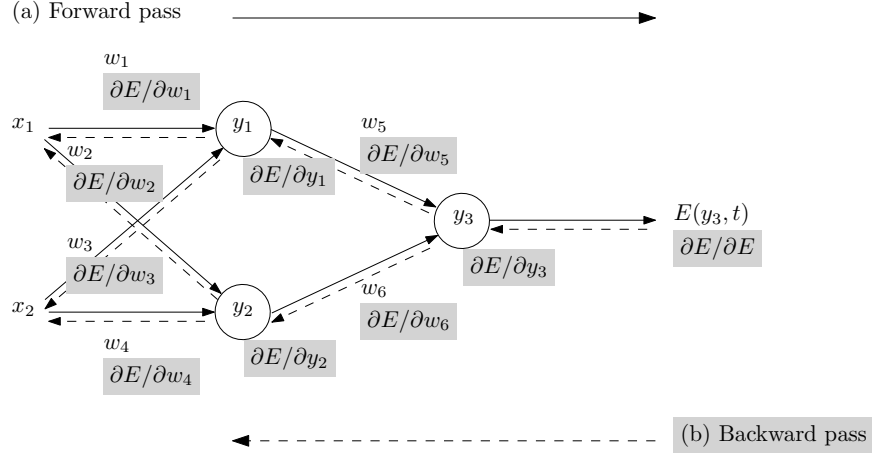 (a) Forward pass
w₁
∂E/∂w₁
x₁
y₁
w₅
∂E/∂w₅
w₂
∂E/∂w₂
∂E/∂y₁
y₃
E(y₃, t)
∂E/∂E
w₃
∂E/∂w₃
∂E/∂y₃
x₂
y₂
w₆
∂E/∂w₆
w₄
∂E/∂w₄
∂E/∂y₂
(b) Backward pass